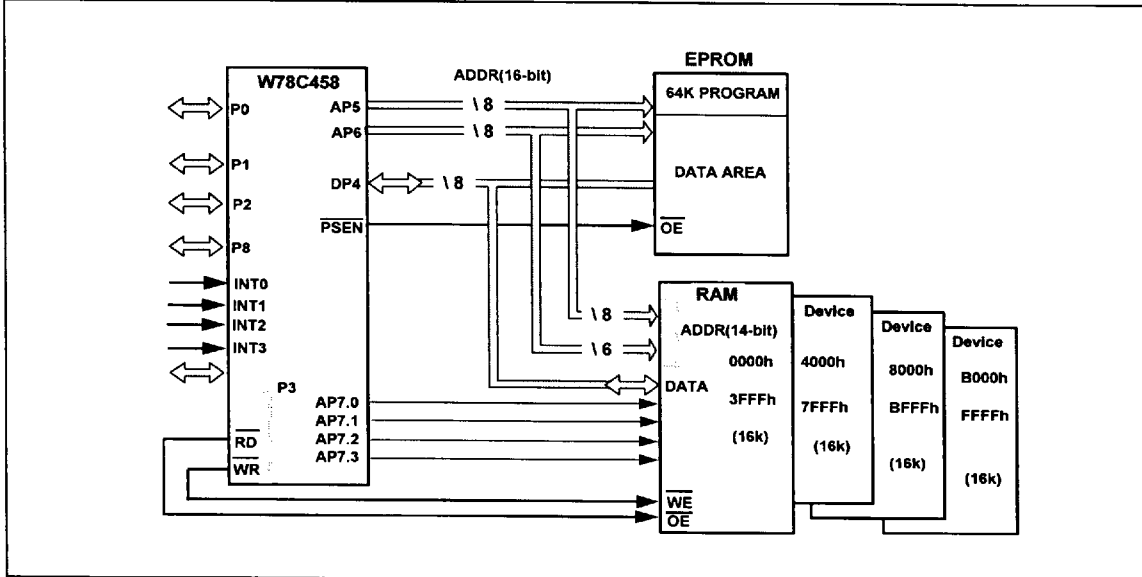 W78C458
P0
P1
P2
P8
INT0
INT1
INT2
INT3
P3
RD
WR
AP5
AP6
DP4
PSEN
AP7.0
AP7.1
AP7.2
AP7.3
ADDR(16-bit)
\ 8
\ 8
\ 8
EPROM
64K PROGRAM
DATA AREA
OE
\ 8
\ 6
RAM
ADDR(14-bit)
0000h
DATA
3FFFh
(16k)
WE
OE
Device
4000h
7FFFh
(16k)
Device
8000h
BFFFh
(16k)
Device
B000h
FFFFh
(16k)